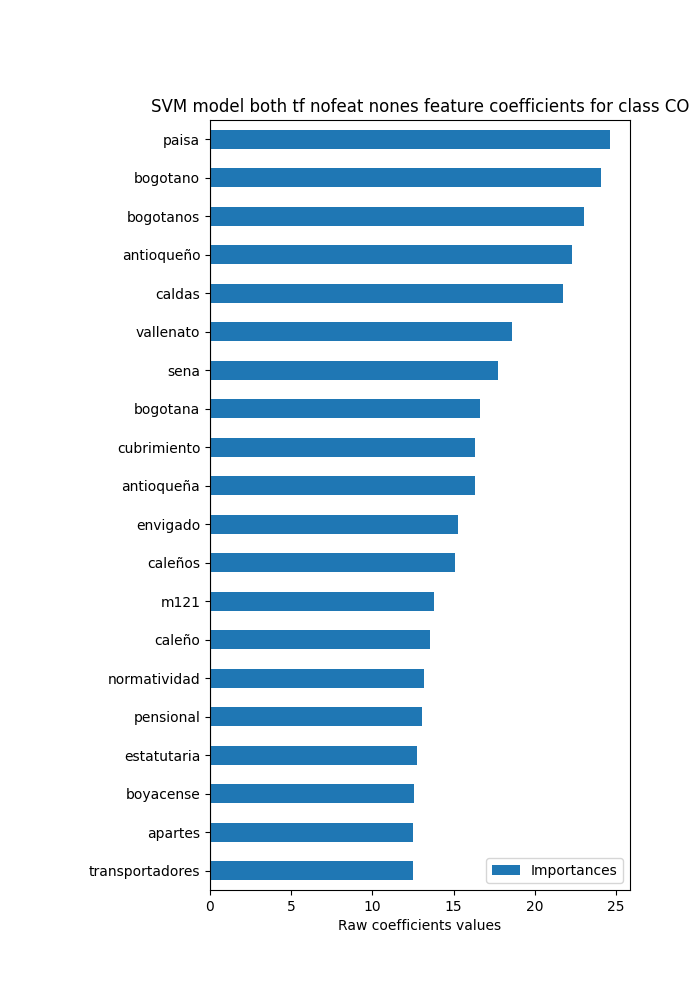 SVM model both tf nofeat nones feature coefficients for class CO
paisa
bogotano
bogotanos
antioqueño
caldas
vallenato
sena
bogotana
cubrimiento
antioqueña
envigado
caleños
m121
caleño
normatividad
pensional
estatutaria
boyacense
apartes
transportadores
Importances
0 5 10 15 20 25
Raw coefficients values